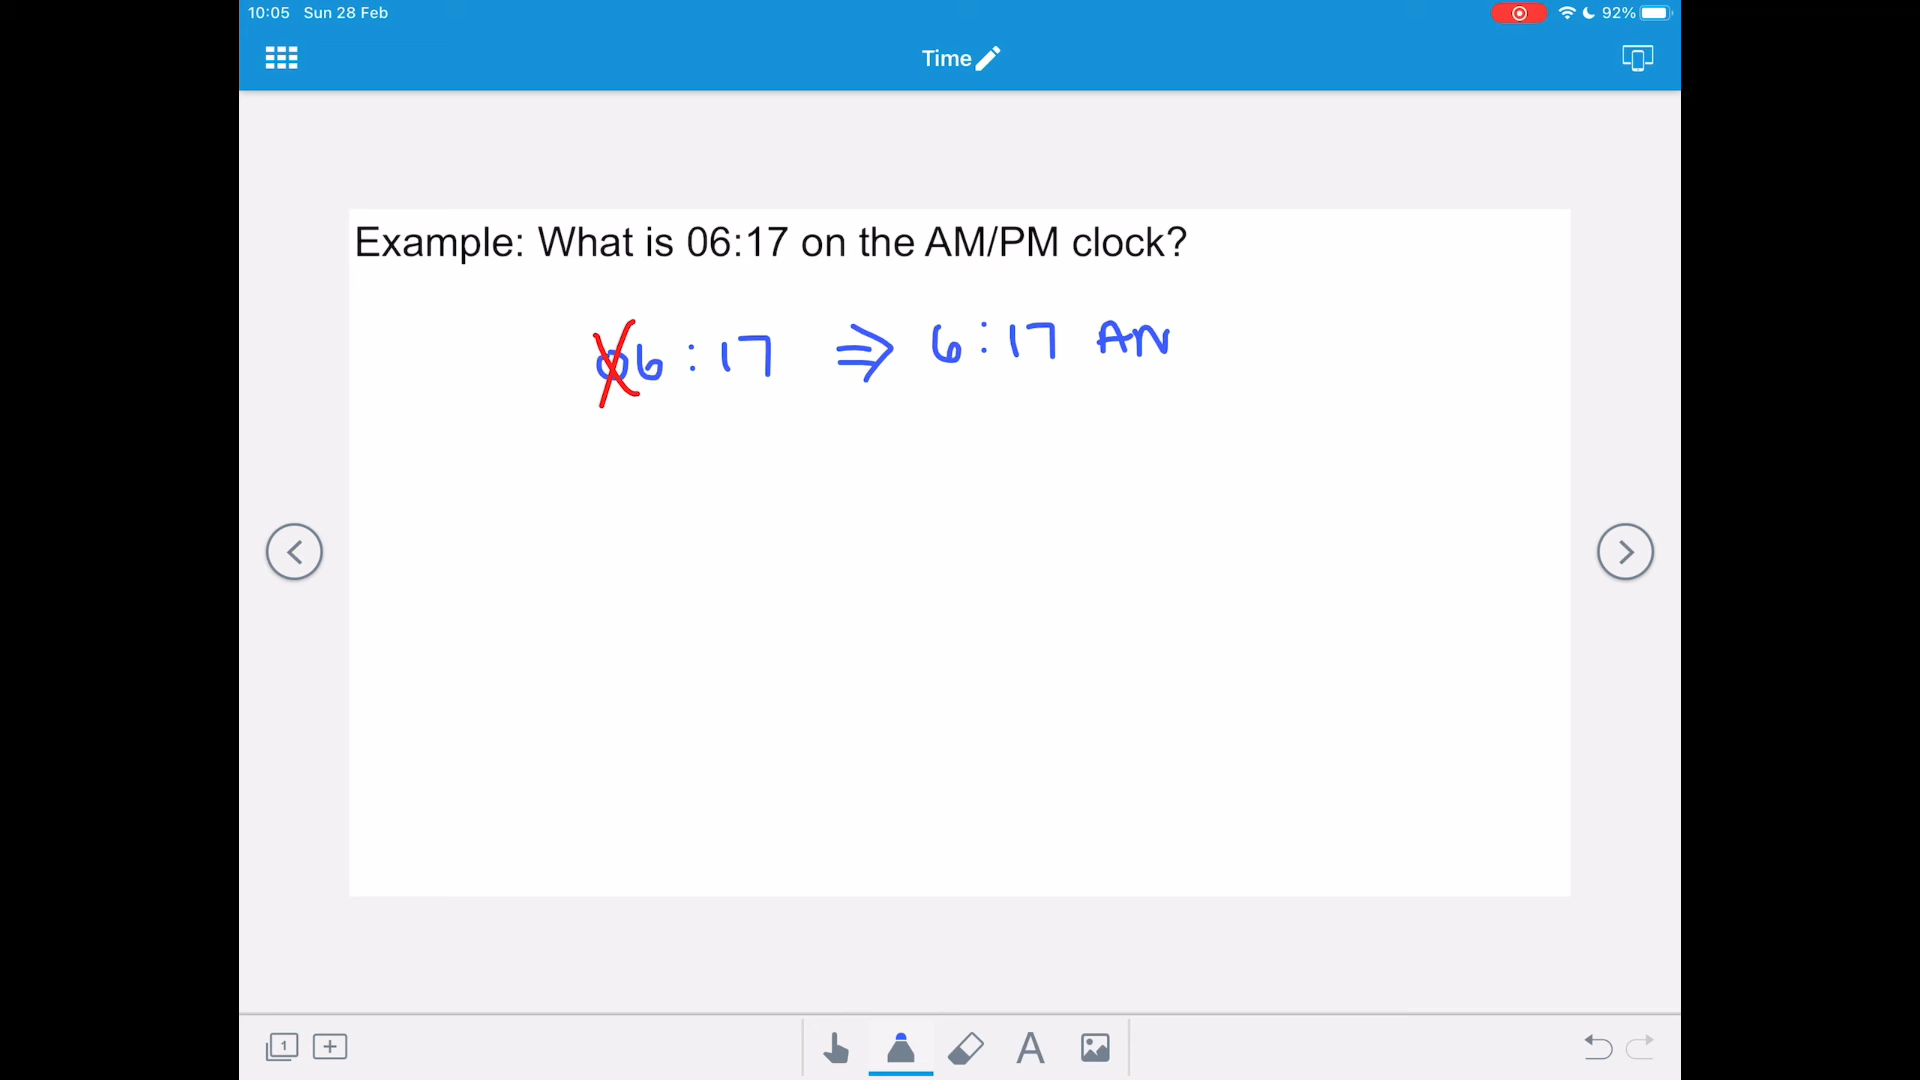 10:05 Sun 28 Feb 92%
Time
Example: What is 06:17 on the AM/PM clock?
06:17 ⇒ 6:17 AM
1
A